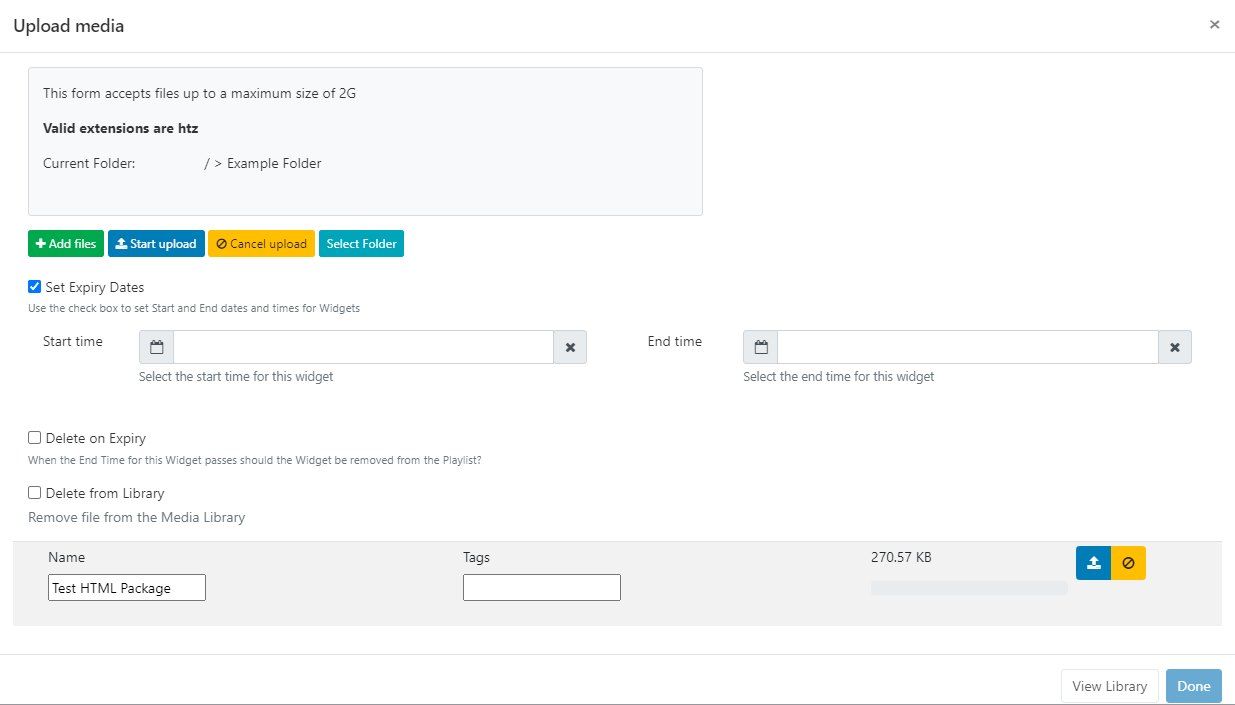 Upload media
×
This form accepts files up to a maximum size of 2G
Valid extensions are htz
Current Folder: / > Example Folder
Add files Start upload Cancel upload Select Folder
Set Expiry Dates
Use the check box to set Start and End dates and times for Widgets
Start time End time
Select the start time for this widget Select the end time for this widget
Delete on Expiry
When the End Time for this Widget passes should the Widget be removed from the Playlist?
Delete from Library
Remove file from the Media Library
Name Tags 270.57 KB
Test HTML Package
View Library Done